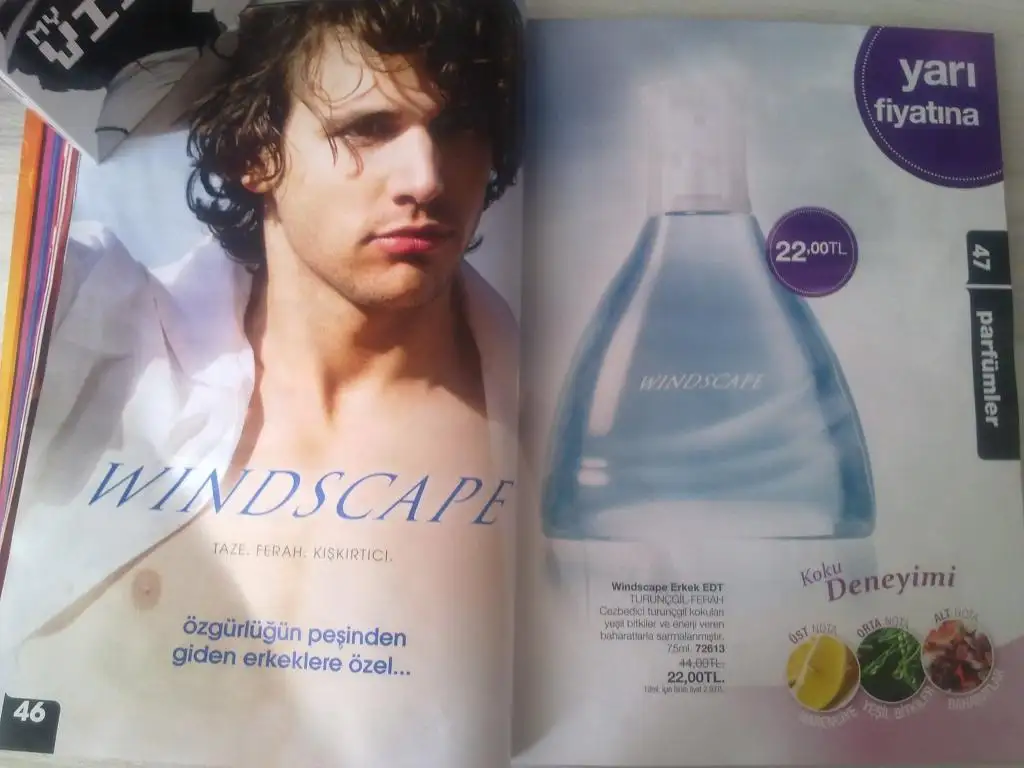 MY
WINDSCAPE
TAZE. FERAH. KIŞKIRTICI.
özgürlüğün peşinden
giden erkeklere özel...
46
yarı
fiyatına
22,00TL
47
parfümler
WINDSCAPE
Windscape Erkek EDT
TURUNÇGİL-FERAH
Cezbedici turunçgil kokuları
yeşil bitkiler ve enerji veren
baharatlarla sarmalanmıştır.
75ml. 72613
44,00TL.
22,00TL.
Koku
Deneyimi
ÜST NOTA
ORTA NOTA
ALT NOTA
YEŞİL